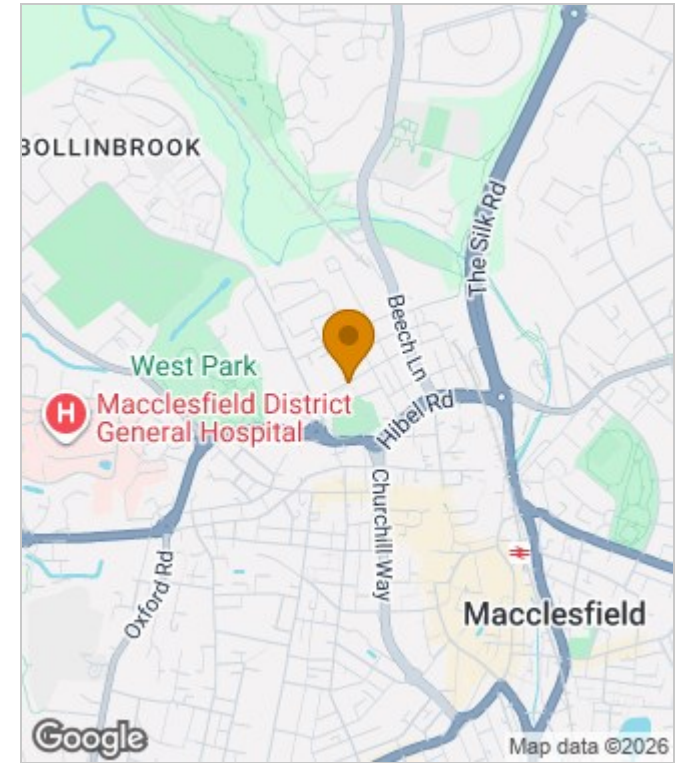 BOLLINBROOK
The Silk Rd
Beech Ln
West Park
H
Macclesfield District
General Hospital
Hibel Rd
Churchill Way
Oxford Rd
Macclesfield
Google
Map data ©2026